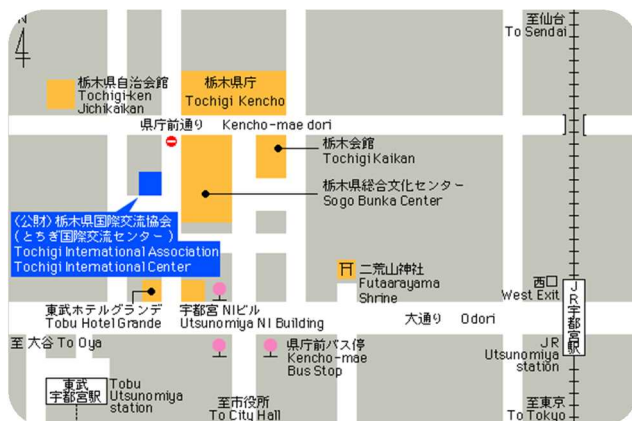 N
至仙台
To Sendai
栃木県自治会館
Tochigi-ken
Jichikaikan
栃木県庁
Tochigi Kencho
県庁前通り Kencho-mae dori
栃木会館
Tochigi Kaikan
栃木県総合文化センター
Sogo Bunka Center
〈公財〉栃木県国際交流協会
(とちぎ国際交流センター)
Tochigi International Association
Tochigi International Center
二荒山神社
Futaarayama
Shrine
西口
West Exit
JR宇都宮駅
東武ホテルグランデ
Tobu Hotel Grande
宇都宮 NIビル
Utsunomiya NI Building
大通り Odori
至 大谷 To Oya
県庁前バス停
Kencho-mae
Bus Stop
JR
Utsunomiya
station
東武
宇都宮駅
Tobu
Utsunomiya
station
至市役所
To City Hall
至東京
To Tokyo